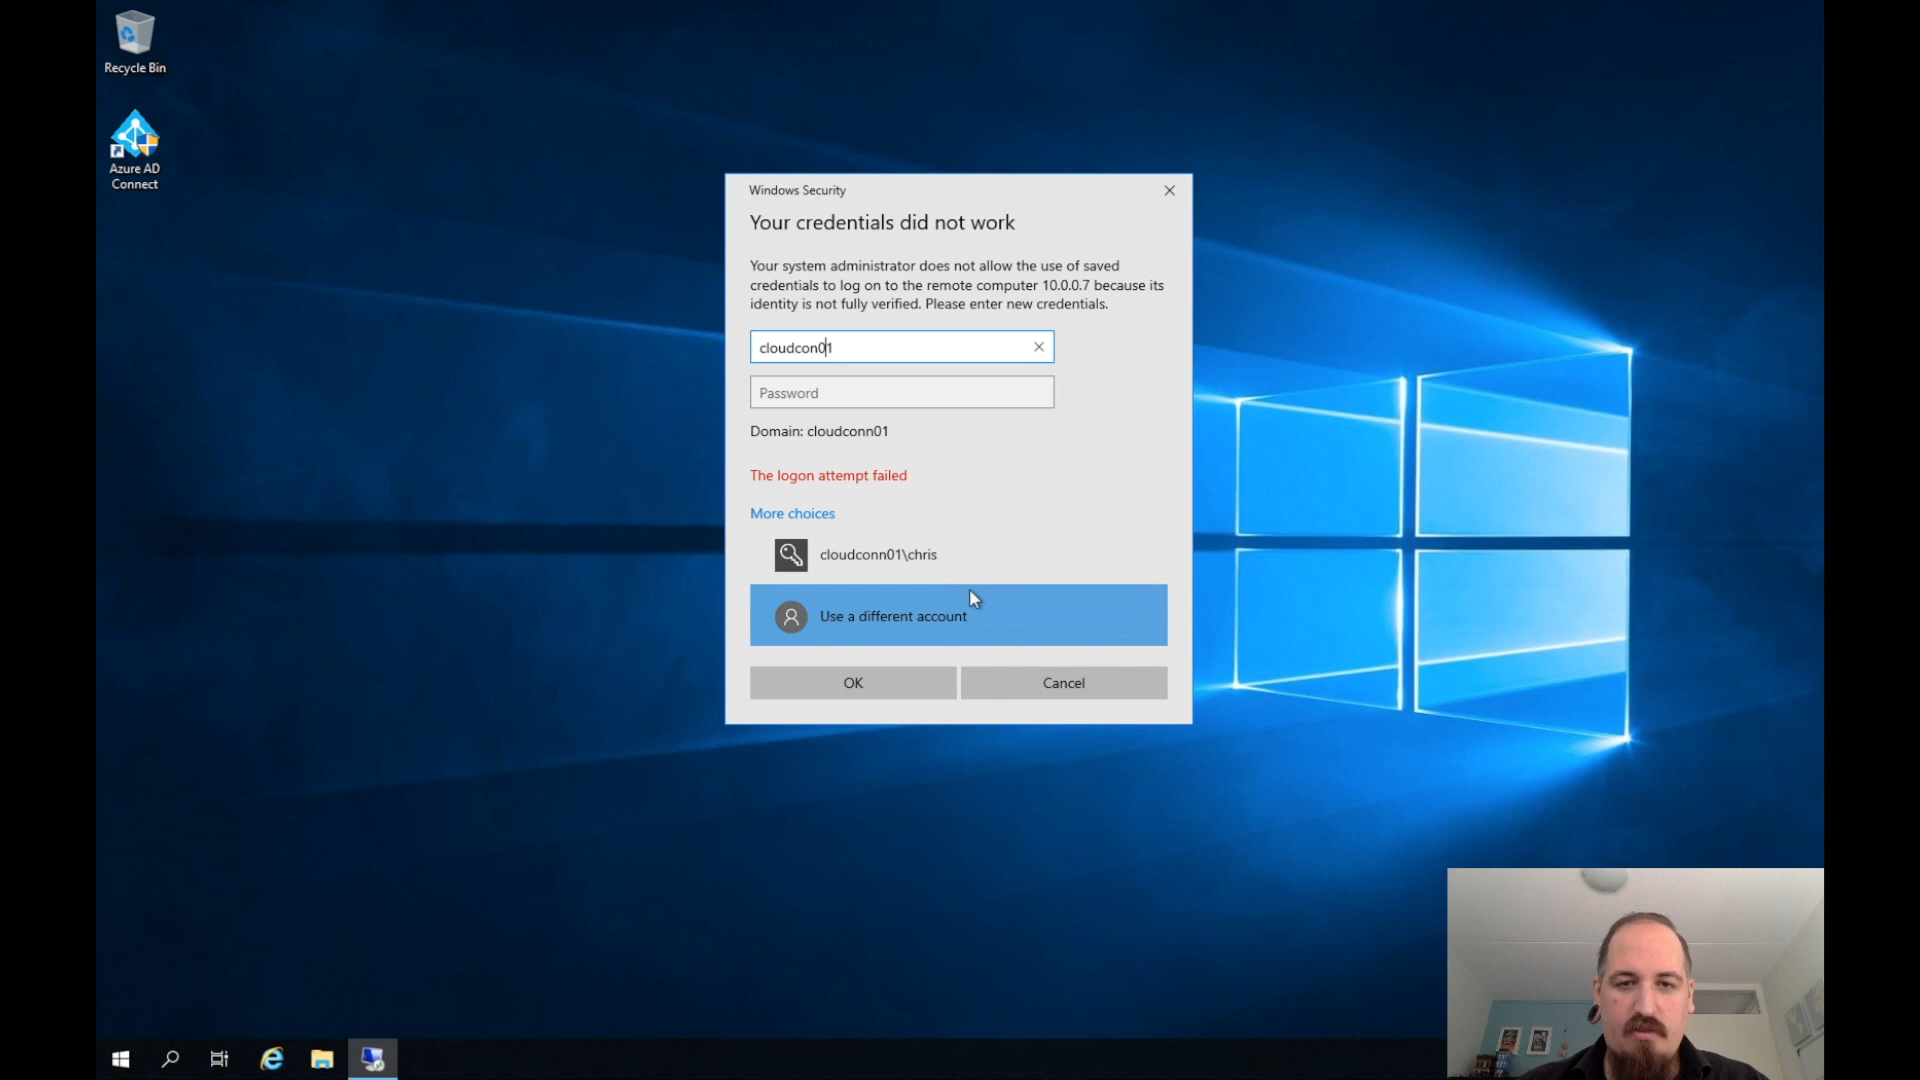 Recycle Bin
Azure AD
Connect
Windows Security
Your credentials did not work
Your system administrator does not allow the use of saved
credentials to log on to the remote computer 10.0.0.7 because its
identity is not fully verified. Please enter new credentials.
cloudcon01
Password
Domain: cloudconn01
The logon attempt failed
More choices
cloudconn01\chris
Use a different account
OK
Cancel